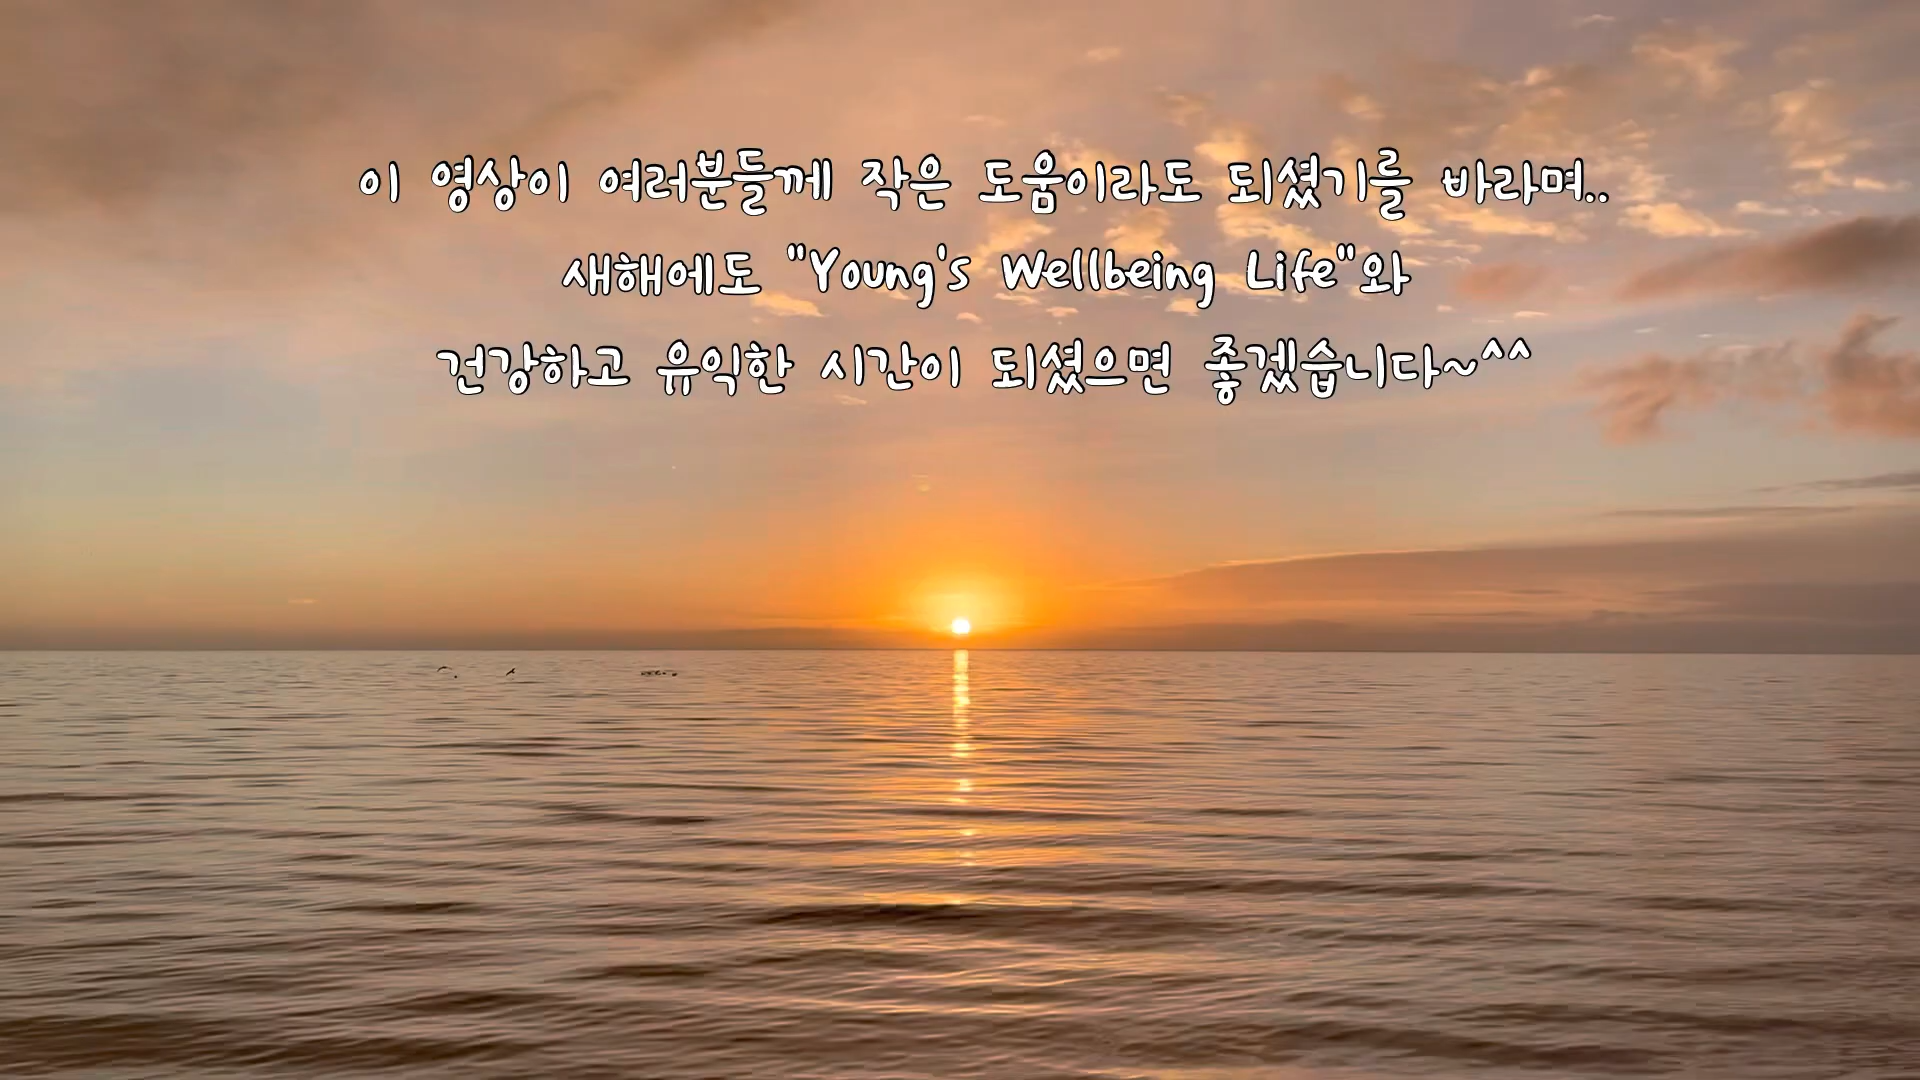 이 영상이 여러분들께 작은 도움이라도 되셨기를 바라며..
새해에도 "Young's Wellbeing Life"와
건강하고 유익한 시간이 되셨으면 좋겠습니다~^^